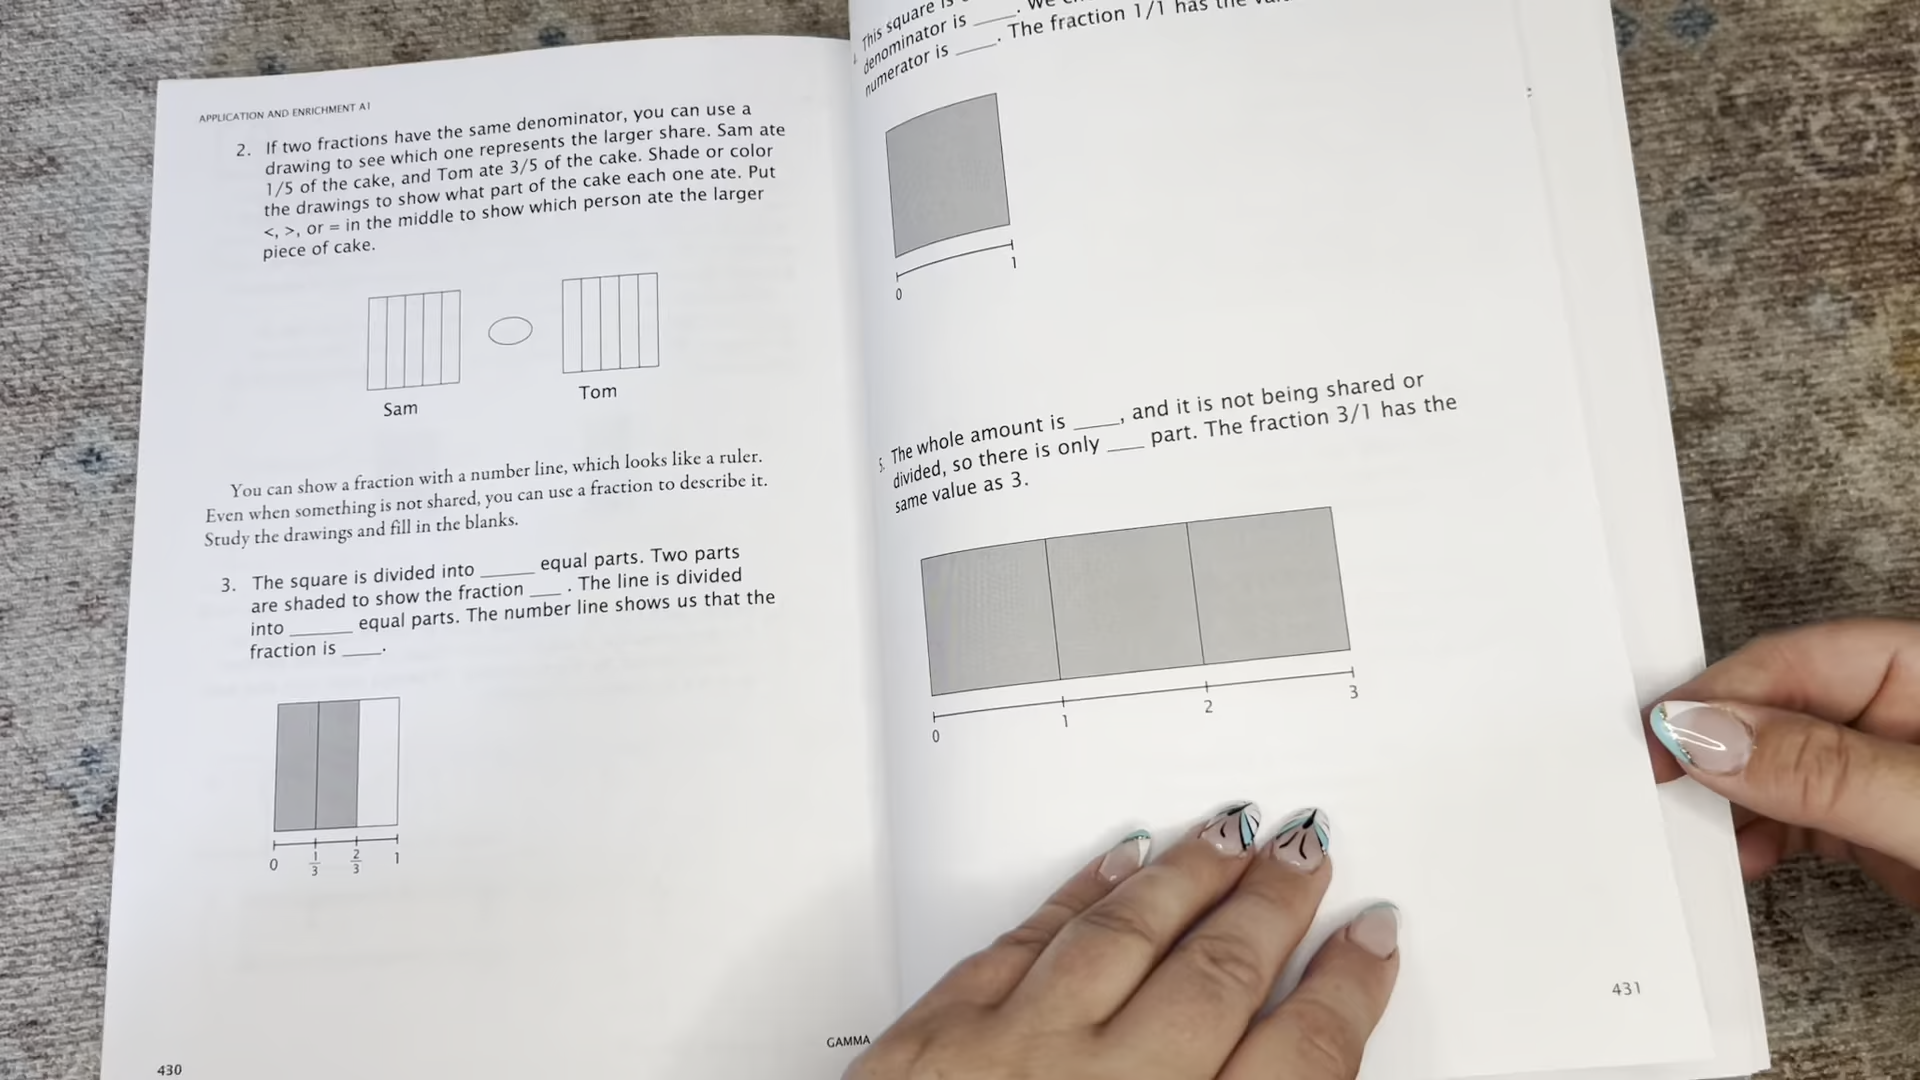 APPLICATION AND ENRICHMENT A1
2. If two fractions have the same denominator, you can use a
drawing to see which one represents the larger share. Sam ate
1/5 of the cake, and Tom ate 3/5 of the cake. Shade or color
the drawings to show what part of the cake each one ate. Put
<, >, or = in the middle to show which person ate the larger
piece of cake.
Sam
Tom
You can show a fraction with a number line, which looks like a ruler.
Even when something is not shared, you can use a fraction to describe it.
Study the drawings and fill in the blanks.
3. The square is divided into _____ equal parts. Two parts
are shaded to show the fraction ___ . The line is divided
into ______ equal parts. The number line shows us that the
fraction is ____.
0 1/3 2/3 1
430
GAMMA
This square is
denominator is ____. We
numerator is ____. The fraction 1/1 has the
0 1
5. The whole amount is ____, and it is not being shared or
divided, so there is only ___ part. The fraction 3/1 has the
same value as 3.
0 1 2 3
431